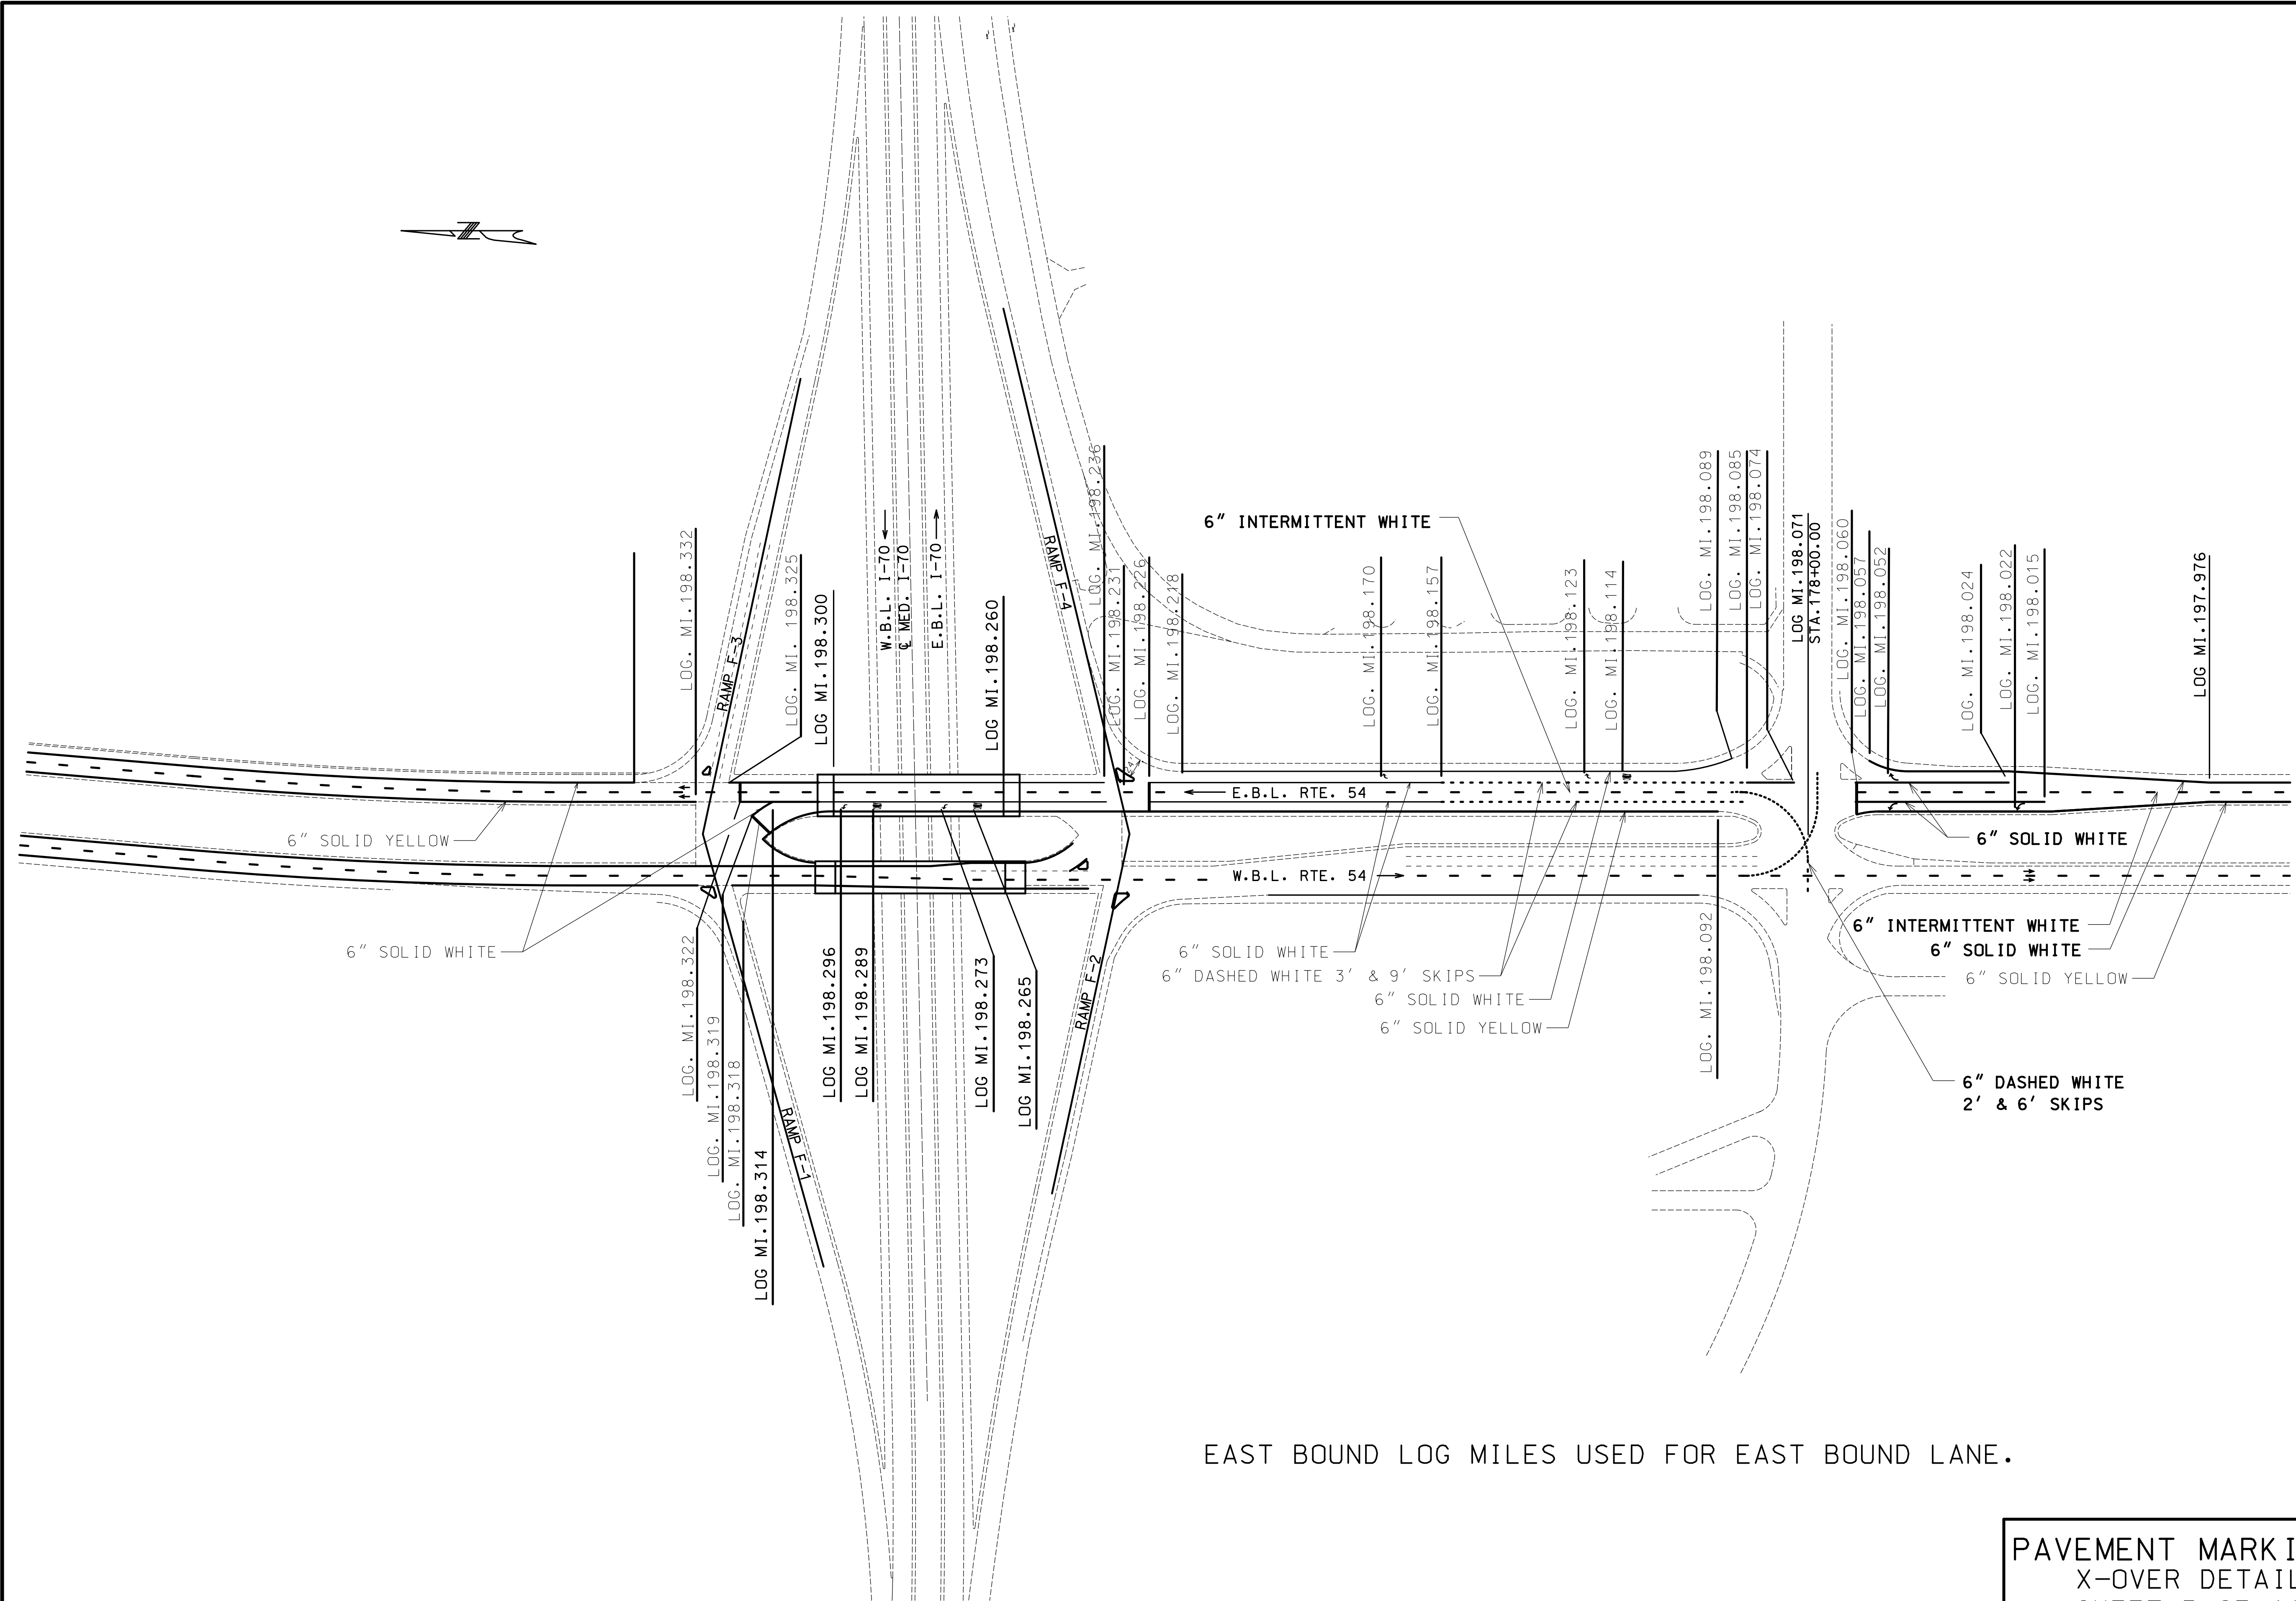 N
LOG. MI.198.332
LOG. MI. 198.325
LOG MI.198.300
W.B.L. I-70
℄ MED. I-70
E.B.L. I-70
LOG MI.198.260
LOG. MI.198.236
LOG. MI.198.231
LOG. MI.198.226
LOG. MI.198.218
6" INTERMITTENT WHITE
LOG. MI.198.170
LOG. MI.198.157
LOG. MI.198.123
LOG. MI.198.114
LOG. MI.198.089
LOG. MI.198.085
LOG. MI.198.074
LOG MI.198.071
STA.178+00.00
LOG. MI.198.060
LOG. MI.198.057
LOG. MI.198.052
LOG. MI.198.024
LOG. MI.198.022
LOG. MI.198.015
LOG MI.197.976
RAMP F-3
RAMP F-4
E.B.L. RTE. 54
W.B.L. RTE. 54
6" SOLID YELLOW
6" SOLID WHITE
6" SOLID WHITE
6" SOLID WHITE
6" DASHED WHITE 3' & 9' SKIPS
6" SOLID WHITE
6" SOLID YELLOW
6" INTERMITTENT WHITE
6" SOLID WHITE
6" SOLID YELLOW
6" DASHED WHITE
2' & 6' SKIPS
LOG. MI.198.322
LOG. MI.198.319
LOG. MI.198.318
LOG MI.198.314
RAMP F-1
LOG MI.198.296
LOG MI.198.289
LOG MI.198.273
LOG MI.198.265
RAMP F-2
LOG. MI.198.092
EAST BOUND LOG MILES USED FOR EAST BOUND LANE.
PAVEMENT MARKI
X-OVER DETAIL